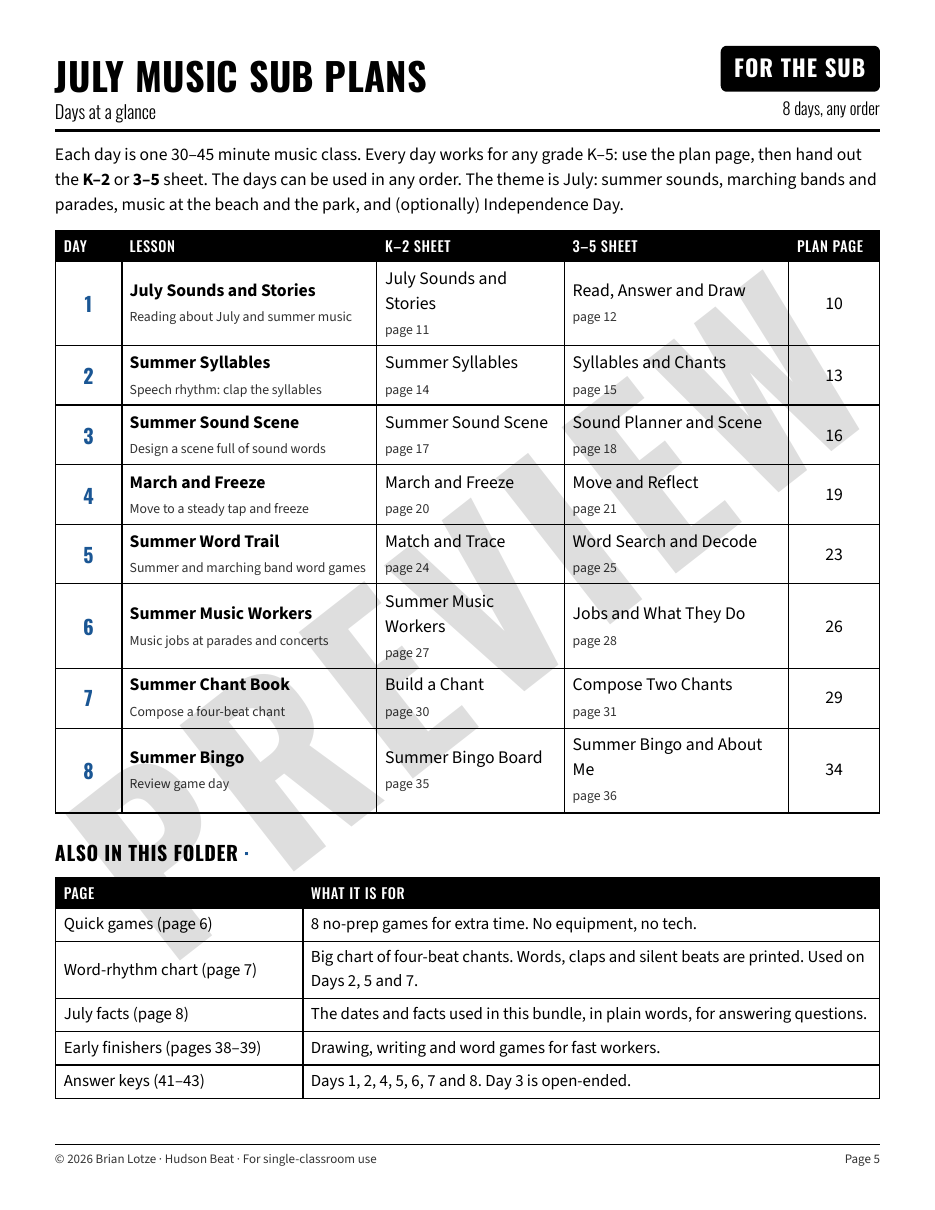 JULY MUSIC SUB PLANS
FOR THE SUB
Days at a glance
8 days, any order
Each day is one 30–45 minute music class. Every day works for any grade K–5: use the plan page, then hand out
the K–2 or 3–5 sheet. The days can be used in any order. The theme is July: summer sounds, marching bands and
parades, music at the beach and the park, and (optionally) Independence Day.
DAY LESSON K–2 SHEET 3–5 SHEET PLAN PAGE
1
July Sounds and Stories
Reading about July and summer music
July Sounds and
Stories
page 11
Read, Answer and Draw
page 12
10
2
Summer Syllables
Speech rhythm: clap the syllables
Summer Syllables
page 14
Syllables and Chants
page 15
13
3
Summer Sound Scene
Design a scene full of sound words
Summer Sound Scene
page 17
Sound Planner and Scene
page 18
16
4
March and Freeze
Move to a steady tap and freeze
March and Freeze
page 20
Move and Reflect
page 21
19
5
Summer Word Trail
Summer and marching band word games
Match and Trace
page 24
Word Search and Decode
page 25
23
6
Summer Music Workers
Music jobs at parades and concerts
Summer Music
Workers
page 27
Jobs and What They Do
page 28
26
7
Summer Chant Book
Compose a four-beat chant
Build a Chant
page 30
Compose Two Chants
page 31
29
8
Summer Bingo
Review game day
Summer Bingo Board
page 35
Summer Bingo and About
Me
page 36
34
PREVIEW
ALSO IN THIS FOLDER ·
PAGE WHAT IT IS FOR
Quick games (page 6) 8 no-prep games for extra time. No equipment, no tech.
Word-rhythm chart (page 7)
Big chart of four-beat chants. Words, claps and silent beats are printed. Used on
Days 2, 5 and 7.
July facts (page 8) The dates and facts used in this bundle, in plain words, for answering questions.
Early finishers (pages 38–39) Drawing, writing and word games for fast workers.
Answer keys (41–43) Days 1, 2, 4, 5, 6, 7 and 8. Day 3 is open-ended.
© 2026 Brian Lotze · Hudson Beat · For single-classroom use
Page 5